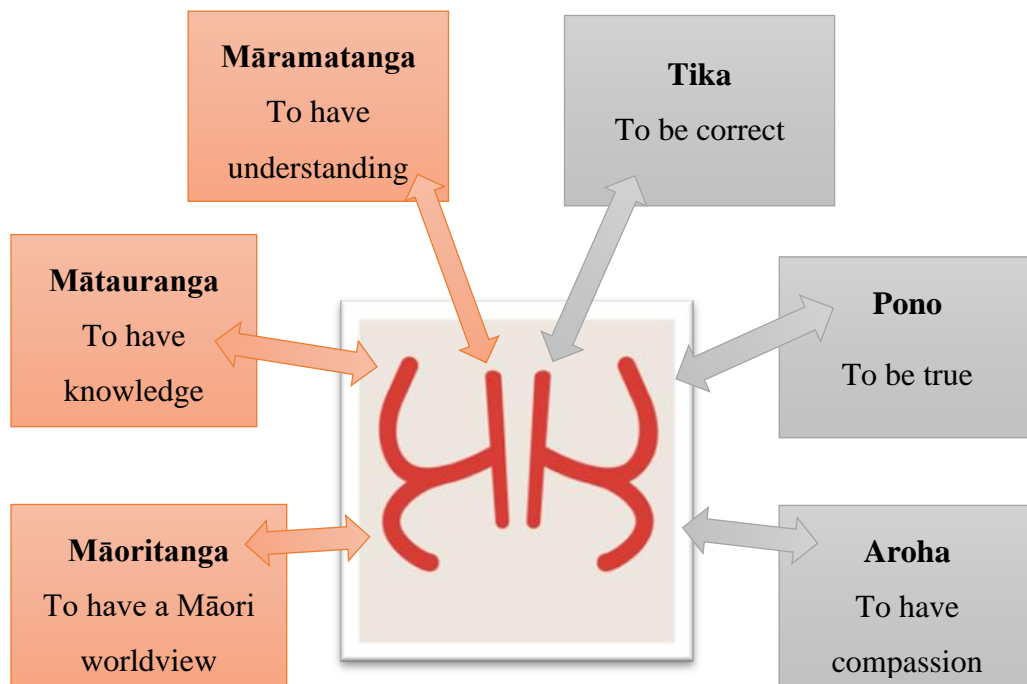 Māramatanga
To have
understanding
Tika
To be correct
Mātauranga
To have
knowledge
Pono
To be true
Māoritanga
To have a Māori
worldview
Aroha
To have
compassion